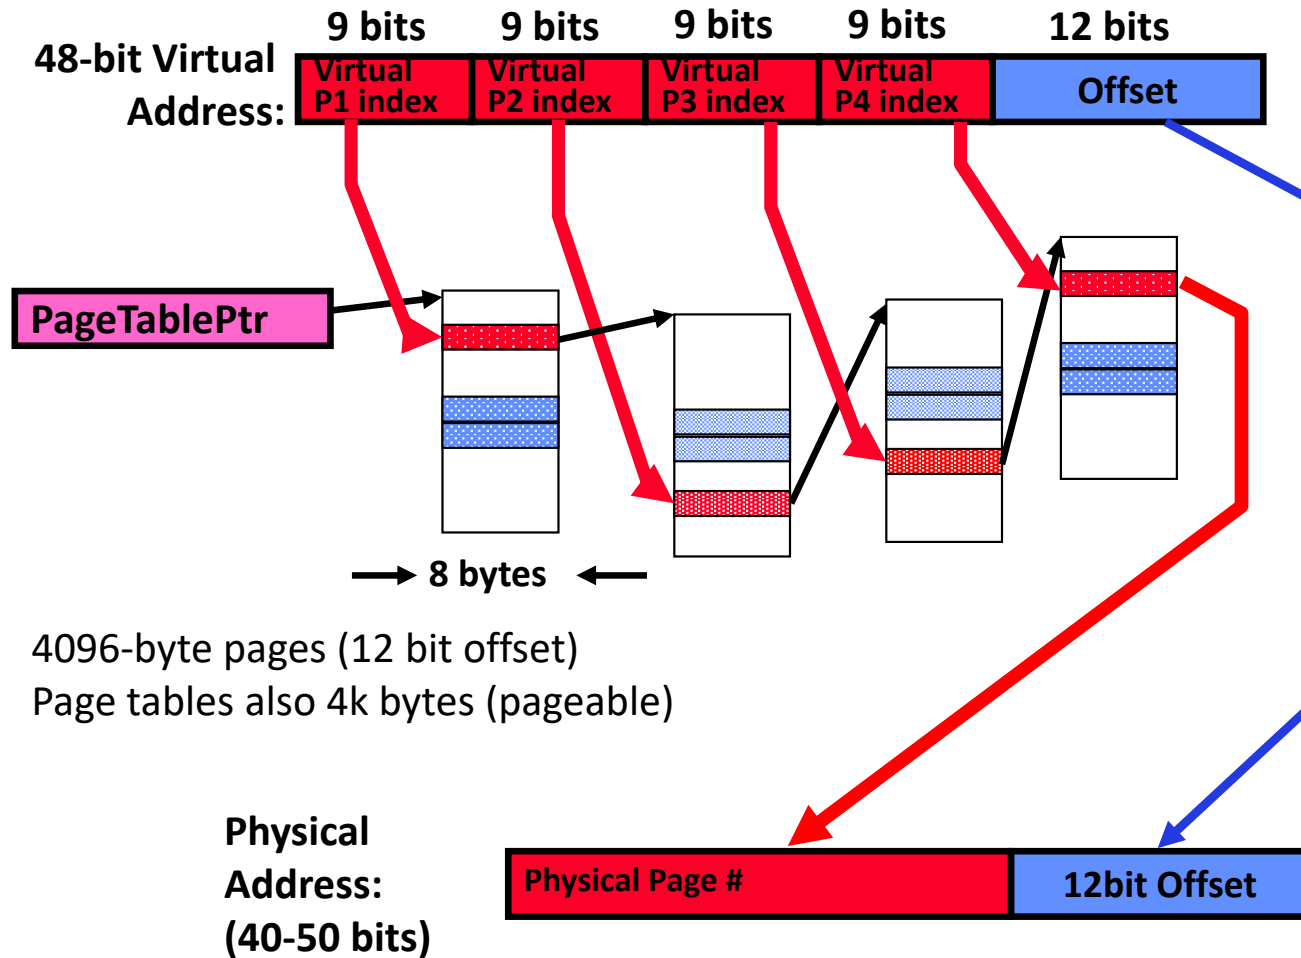 9 bits 9 bits 9 bits 9 bits 12 bits
48-bit Virtual
Address:
Virtual
P1 index
Virtual
P2 index
Virtual
P3 index
Virtual
P4 index
Offset
PageTablePtr
8 bytes
4096-byte pages (12 bit offset)
Page tables also 4k bytes (pageable)
Physical
Address:
(40-50 bits)
Physical Page #
12bit Offset